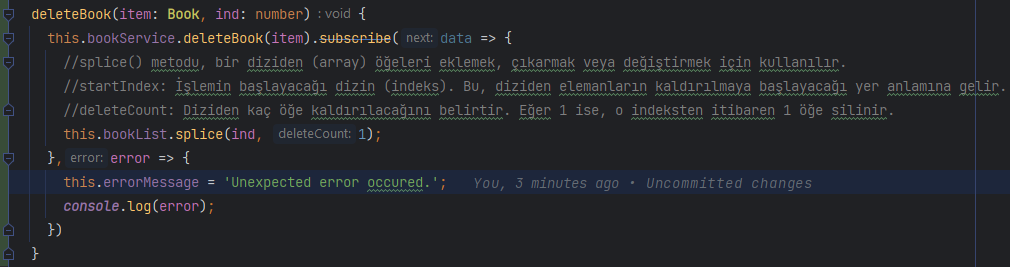 deleteBook(item: Book, ind: number) : void {
this.bookService.deleteBook(item).subscribe( next: data => {
//splice() metodu, bir diziden (array) öğeleri eklemek, çıkarmak veya değiştirmek için kullanılır.
//startIndex: İşlemin başlayacağı dizin (indeks). Bu, diziden elemanların kaldırılmaya başlayacağı yer anlamına gelir.
//deleteCount: Diziden kaç öğe kaldırılacağını belirtir. Eğer 1 ise, o indeksten itibaren 1 öğe silinir.
this.bookList.splice(ind, deleteCount: 1);
}, error: error => {
this.errorMessage = 'Unexpected error occured.'; You, 3 minutes ago • Uncommitted changes
console.log(error);
})
}